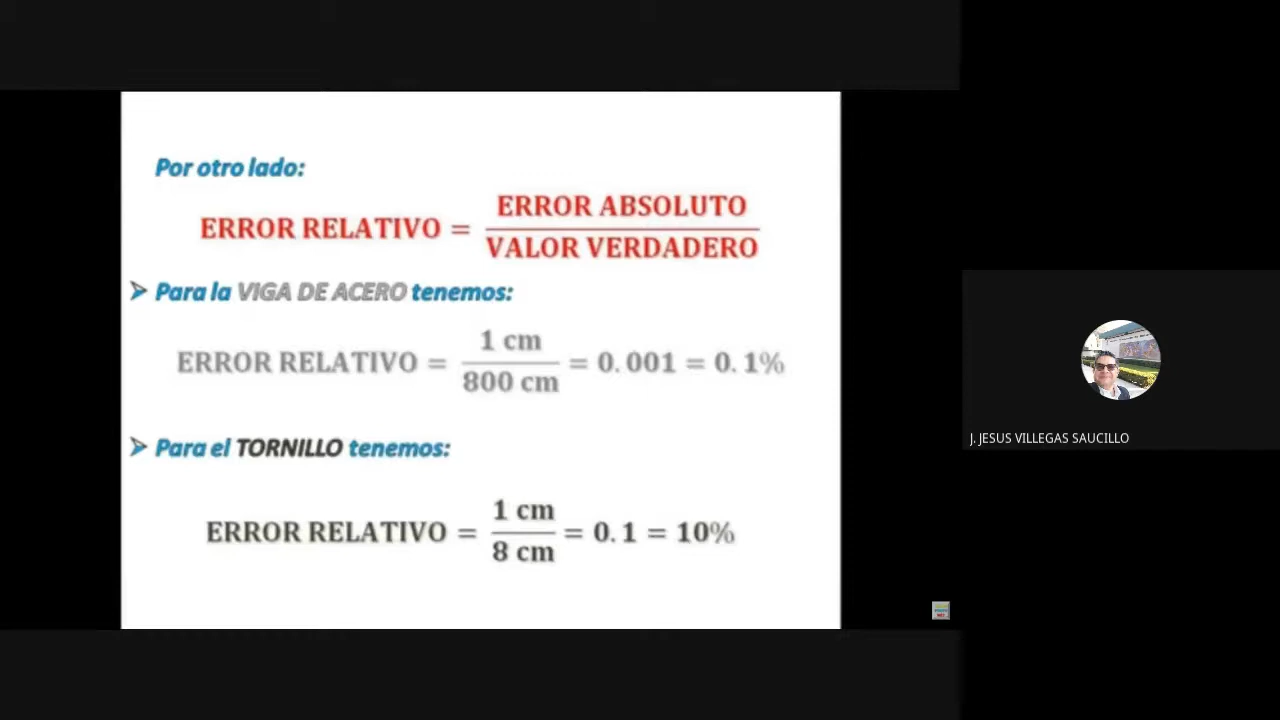 Por otro lado:
ERROR RELATIVO = ERROR ABSOLUTO / VALOR VERDADERO
➢ Para la VIGA DE ACERO tenemos:
ERROR RELATIVO = 1 cm / 800 cm = 0.001 = 0.1%
➢ Para el TORNILLO tenemos:
ERROR RELATIVO = 1 cm / 8 cm = 0.1 = 10%
J. JESUS VILLEGAS SAUCILLO